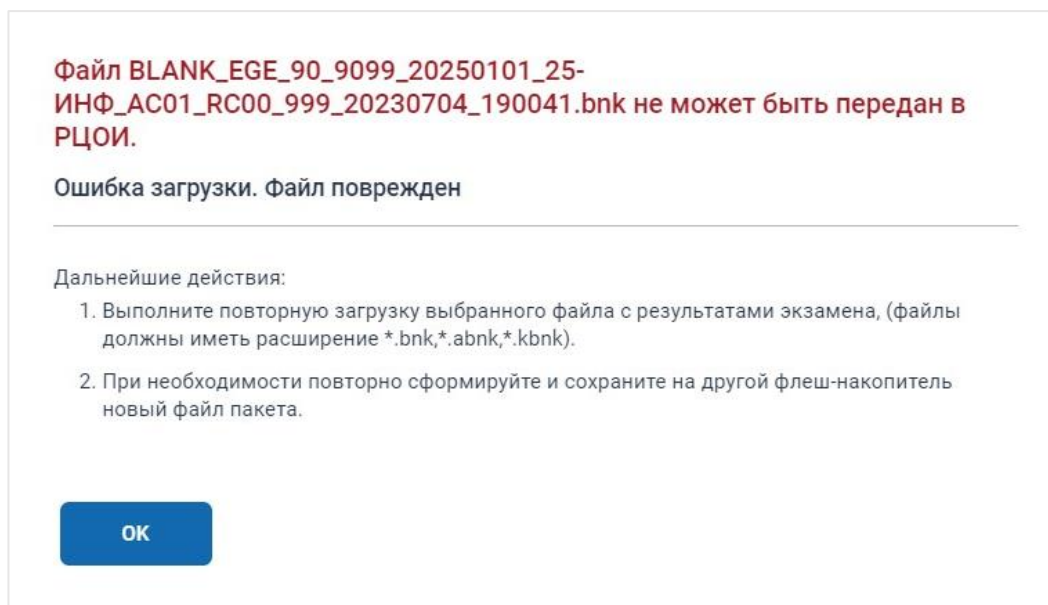 Файл BLANK_EGE_90_9099_20250101_25-
ИНФ_AC01_RC00_999_20230704_190041.bnk не может быть передан в
РЦОИ.
Ошибка загрузки. Файл поврежден
Дальнейшие действия:
1. Выполните повторную загрузку выбранного файла с результатами экзамена, (файлы
должны иметь расширение *.bnk,*.abnk,*.kbnk).
2. При необходимости повторно сформируйте и сохраните на другой флеш-накопитель
новый файл пакета.
ОК